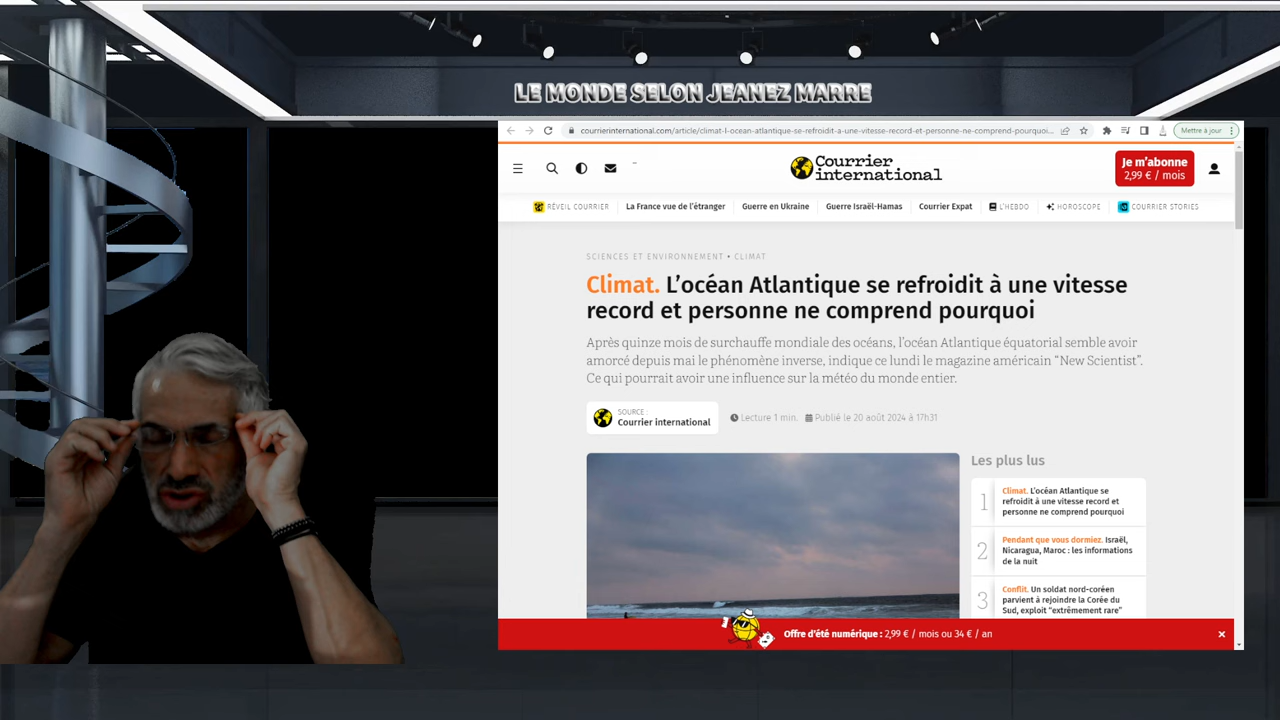 LE MONDE SELON JEANEZ MARRE
courrierinternational.com/article/climat-l-ocean-atlantique-se-refroidit-a-une-vitesse-record-et-personne-ne-comprend-pourquoi...
Mettre à jour
Courrier
international
Je m'abonne
2,99 € / mois
RÉVEIL COURRIER La France vue de l'étranger Guerre en Ukraine Guerre Israël-Hamas Courrier Expat L'HEBDO HOROSCOPE COURRIER STORIES
SCIENCES ET ENVIRONNEMENT • CLIMAT
Climat. L'océan Atlantique se refroidit à une vitesse
record et personne ne comprend pourquoi
Après quinze mois de surchauffe mondiale des océans, l'océan Atlantique équatorial semble avoir
amorcé depuis mai le phénomène inverse, indique ce lundi le magazine américain “New Scientist”.
Ce qui pourrait avoir une influence sur la météo du monde entier.
SOURCE :
Courrier international
Lecture 1 min. Publié le 20 août 2024 à 17h31
Les plus lus
1
Climat. L'océan Atlantique se
refroidit à une vitesse record et
personne ne comprend pourquoi
2
Pendant que vous dormiez. Israël,
Nicaragua, Maroc : les informations
de la nuit
3
Conflit. Un soldat nord-coréen
parvient à rejoindre la Corée du
Sud, exploit “extrêmement rare”
Offre d'été numérique : 2,99 € / mois ou 34 € / an